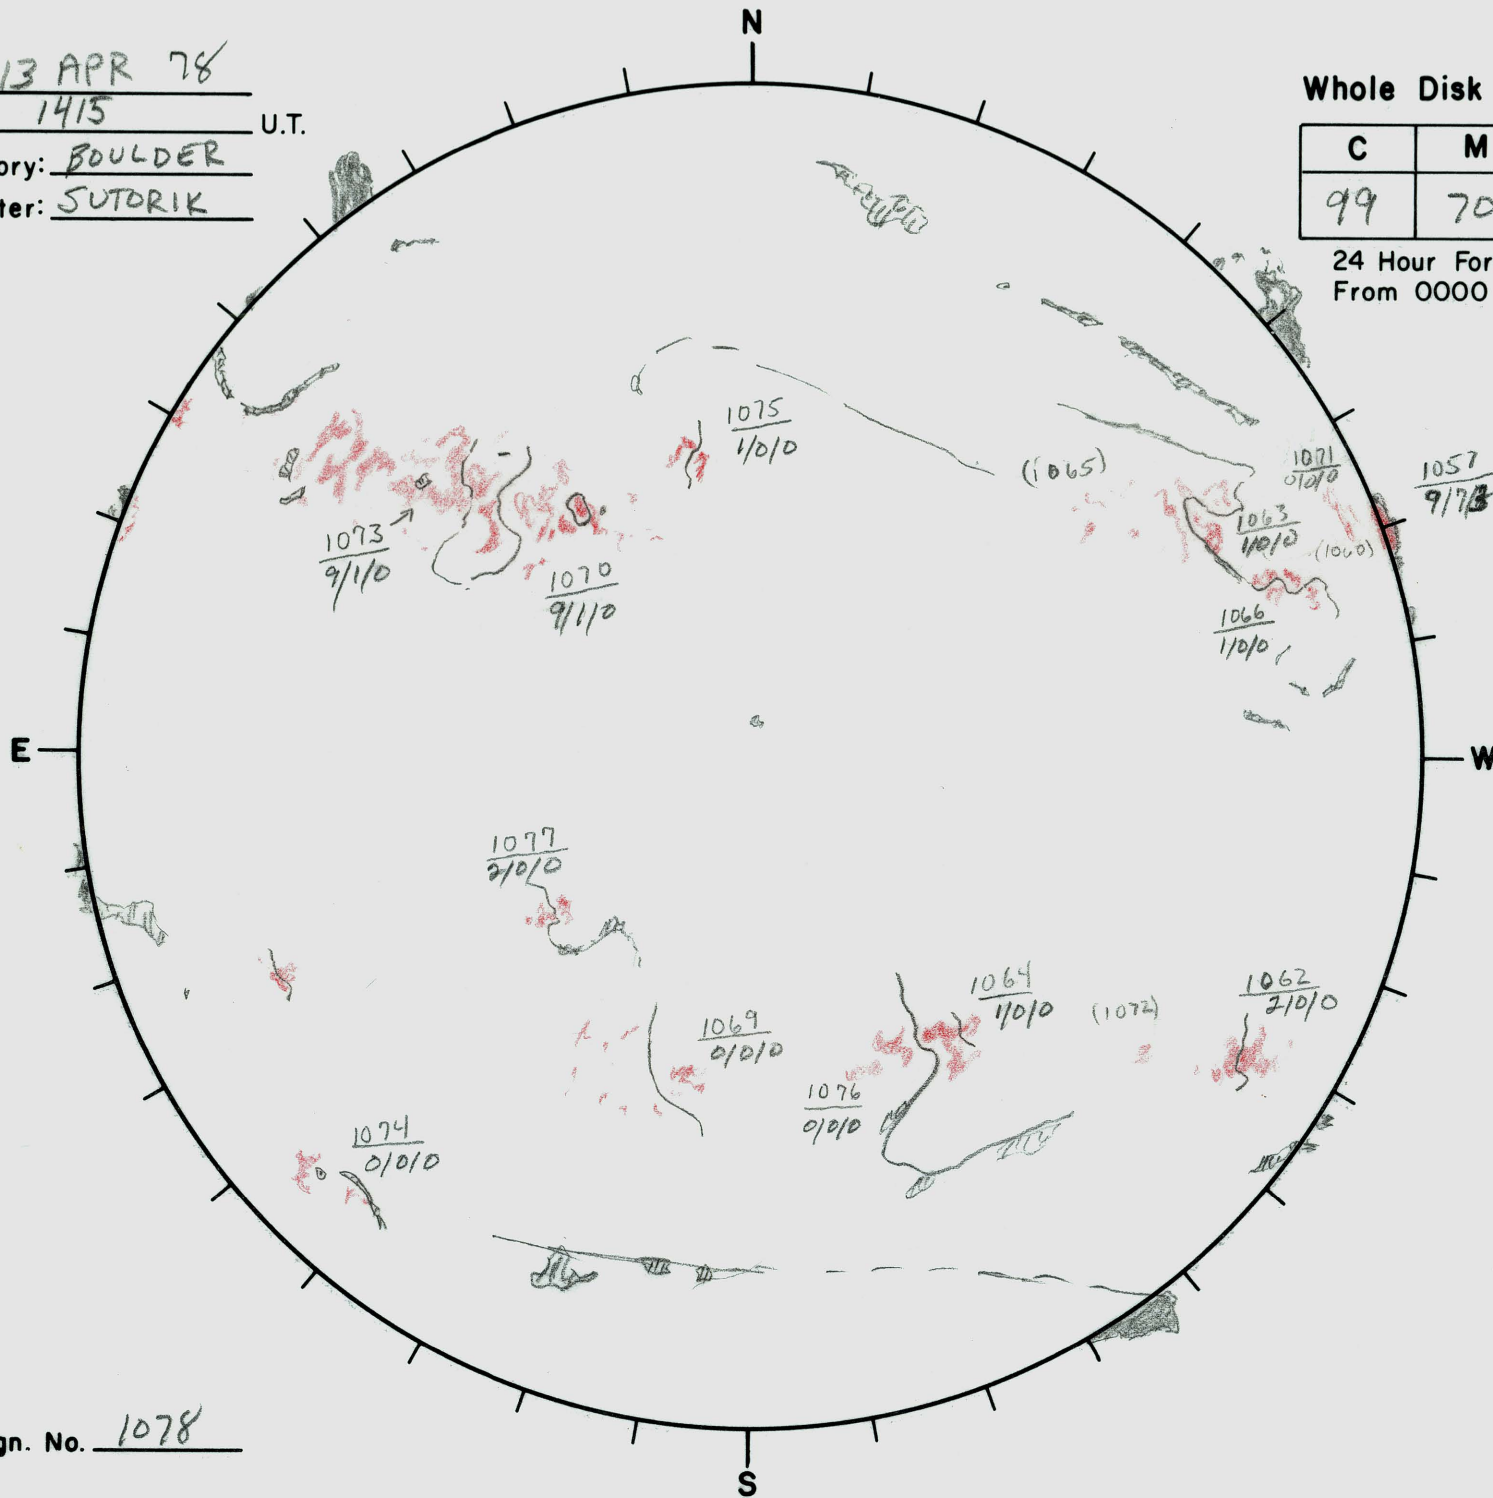 N
13 APR 78
1415 U.T.
ory: BOULDER
ter: SUTORIK
Whole Disk
C M
99 70
24 Hour For
From 0000
1075
1/0/0
(1065)
1071
0/0/0
1057
1063
1/0/0
(1060)
1073
9/1/0
1070
9/1/0
1066
1/0/0
E
W
1077
2/0/0
1064
1/0/0
(1072)
1062
2/0/0
1069
0/0/0
1076
0/0/0
1074
0/0/0
gn. No. 1078
S